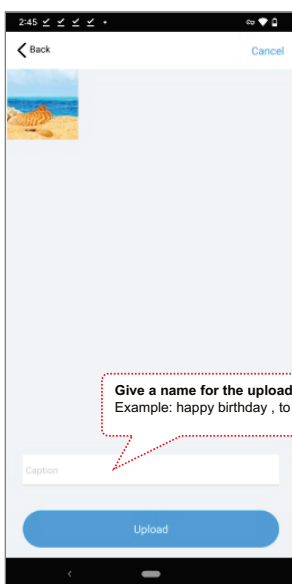 2:45
Back
Cancel
Give a name for the upload
Example: happy birthday , to
Caption
Upload